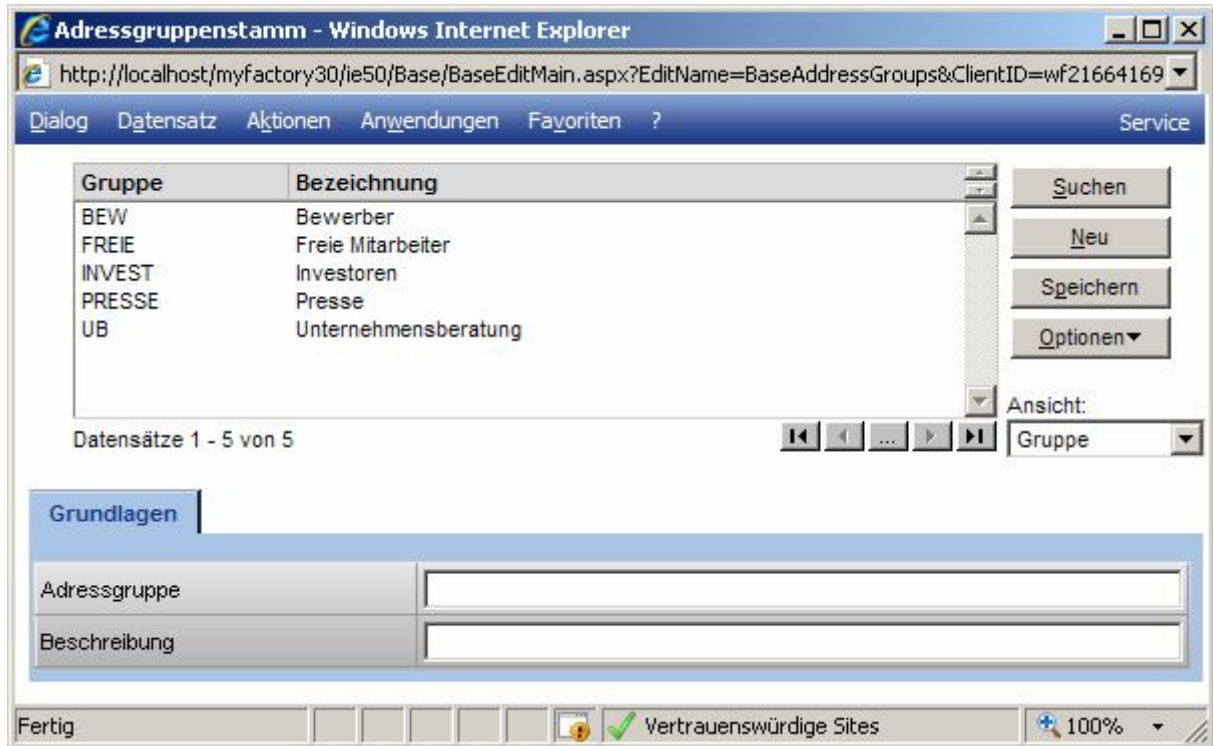 Adressgruppenstamm - Windows Internet Explorer
http://localhost/myfactory30/ie50/Base/BaseEditMain.aspx?EditName=BaseAddressGroups&ClientID=wf21664169
Dialog Datensatz Aktionen Anwendungen Favoriten ? Service
Gruppe Bezeichnung
Suchen
BEW Bewerber
FREIE Freie Mitarbeiter
Neu
INVEST Investoren
PRESSE Presse
Speichern
UB Unternehmensberatung
Optionen
Ansicht:
Datensätze 1 - 5 von 5 ... Gruppe
Grundlagen
Adressgruppe
Beschreibung
Fertig Vertrauenswürdige Sites 100%